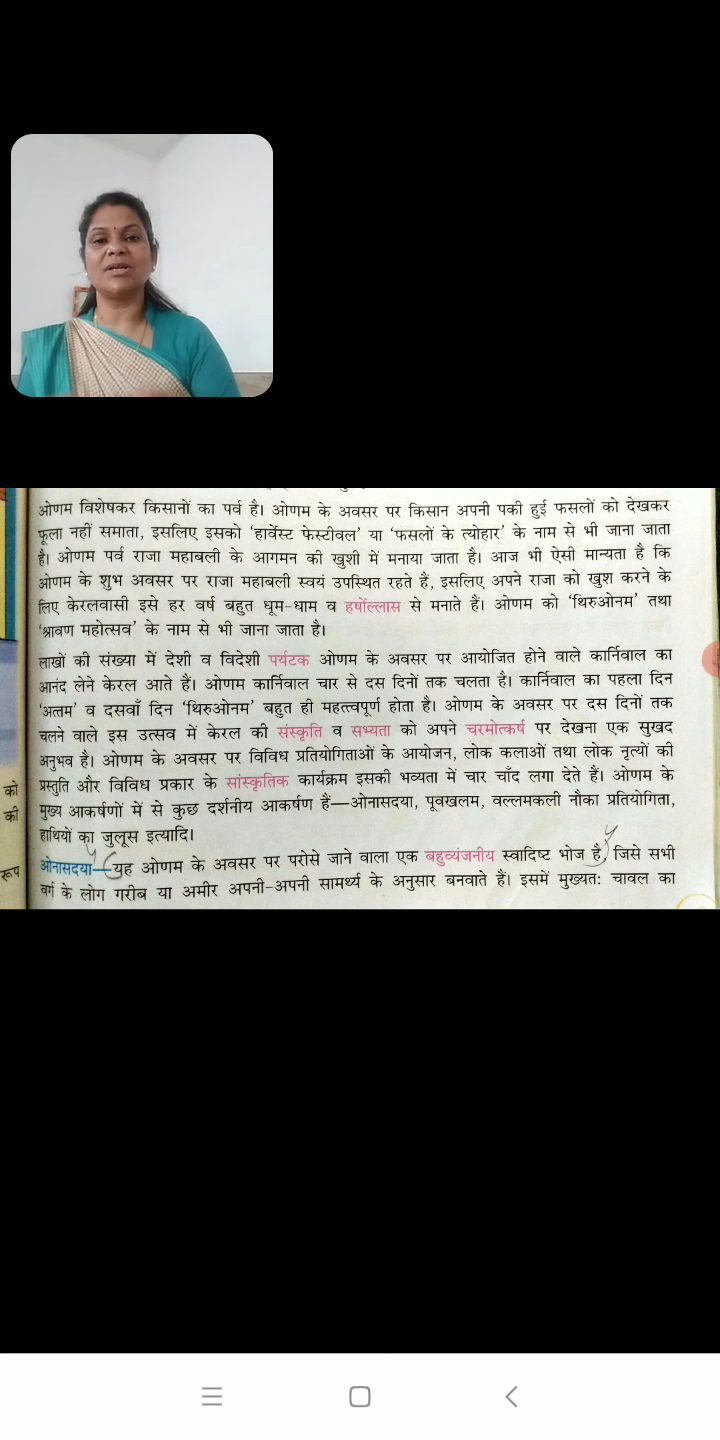 ओणम विशेषकर किसानों का पर्व है। ओणम के अवसर पर किसान अपनी पकी हुई फसलों को देखकर
फूला नहीं समाता, इसलिए इसको ‘हार्वेस्ट फेस्टीवल’ या ‘फसलों के त्योहार’ के नाम से भी जाना जाता
है। ओणम पर्व राजा महाबली के आगमन की खुशी में मनाया जाता है। आज भी ऐसी मान्यता है कि
ओणम के शुभ अवसर पर राजा महाबली स्वयं उपस्थित रहते हैं, इसलिए अपने राजा को खुश करने के
लिए केरलवासी इसे हर वर्ष बहुत धूम-धाम व हर्षोल्लास से मनाते हैं। ओणम को ‘थिरुओनम’ तथा
‘श्रावण महोत्सव’ के नाम से भी जाना जाता है।
लाखों की संख्या में देशी व विदेशी पर्यटक ओणम के अवसर पर आयोजित होने वाले कार्निवाल का
आनंद लेने केरल आते हैं। ओणम कार्निवाल चार से दस दिनों तक चलता है। कार्निवाल का पहला दिन
‘अत्तम’ व दसवाँ दिन ‘थिरुओनम’ बहुत ही महत्त्वपूर्ण होता है। ओणम के अवसर पर दस दिनों तक
चलने वाले इस उत्सव में केरल की संस्कृति व सभ्यता को अपने चरमोत्कर्ष पर देखना एक सुखद
अनुभव है। ओणम के अवसर पर विविध प्रतियोगिताओं के आयोजन, लोक कलाओं तथा लोक नृत्यों की
प्रस्तुति और विविध प्रकार के सांस्कृतिक कार्यक्रम इसकी भव्यता में चार चाँद लगा देते हैं। ओणम के
मुख्य आकर्षणों में से कुछ दर्शनीय आकर्षण हैं—ओनासदया, पूवखलम, वल्लमकली नौका प्रतियोगिता,
हाथियों का जुलूस इत्यादि।
ओनासदया—यह ओणम के अवसर पर परोसे जाने वाला एक बहुव्यंजनीय स्वादिष्ट भोज है, जिसे सभी
वर्ग के लोग गरीब या अमीर अपनी-अपनी सामर्थ्य के अनुसार बनवाते हैं। इसमें मुख्यत: चावल का
को
की
रूप